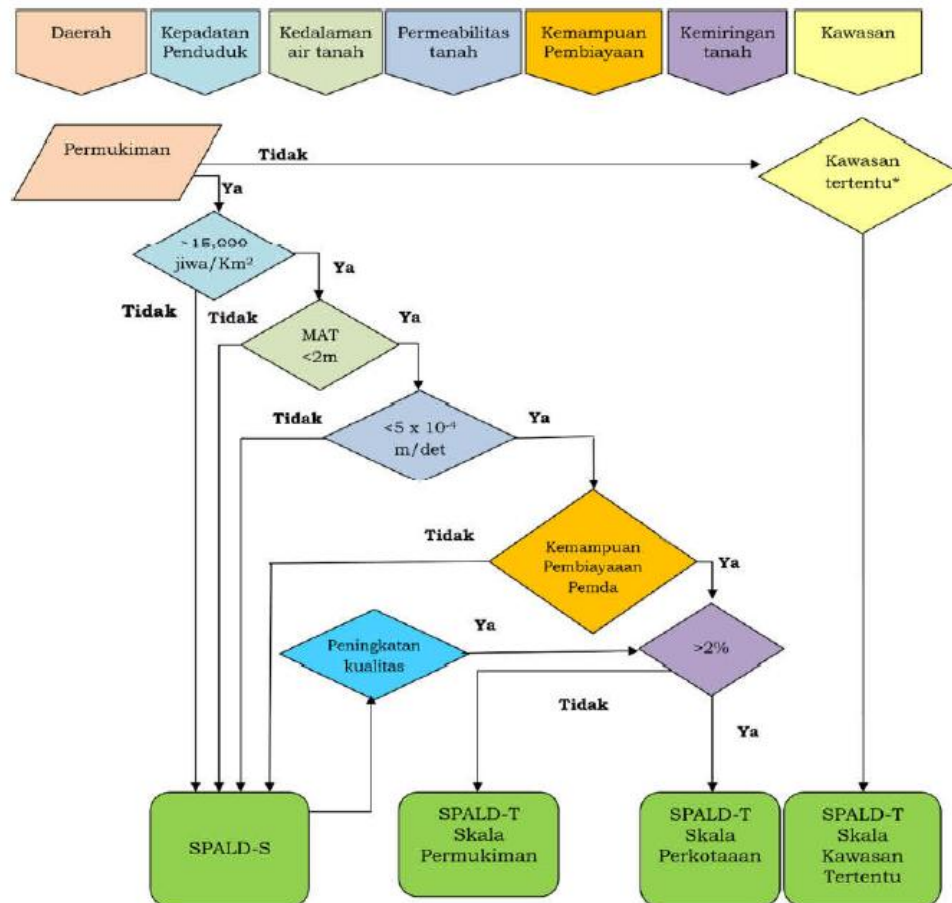 Daerah
Kepadatan
Penduduk
Kedalaman
air tanah
Permeabilitas
tanah
Kemampuan
Pembiayaan
Kemiringan
tanah
Kawasan
Permukiman
Tidak
Kawasan
tertentu*
Ya
15,000
jiwa/Km²
Ya
Tidak
Tidak
MAT
<2m
Ya
Tidak
<5 x 10⁻⁴
m/det
Ya
Tidak
Kemampuan
Pembiayaaan
Pemda
Ya
Peningkatan
kualitas
Ya
>2%
Tidak
Ya
SPALD-S
SPALD-T
Skala
Permukiman
SPALD-T
Skala
Perkotaaan
SPALD-T
Skala
Kawasan
Tertentu